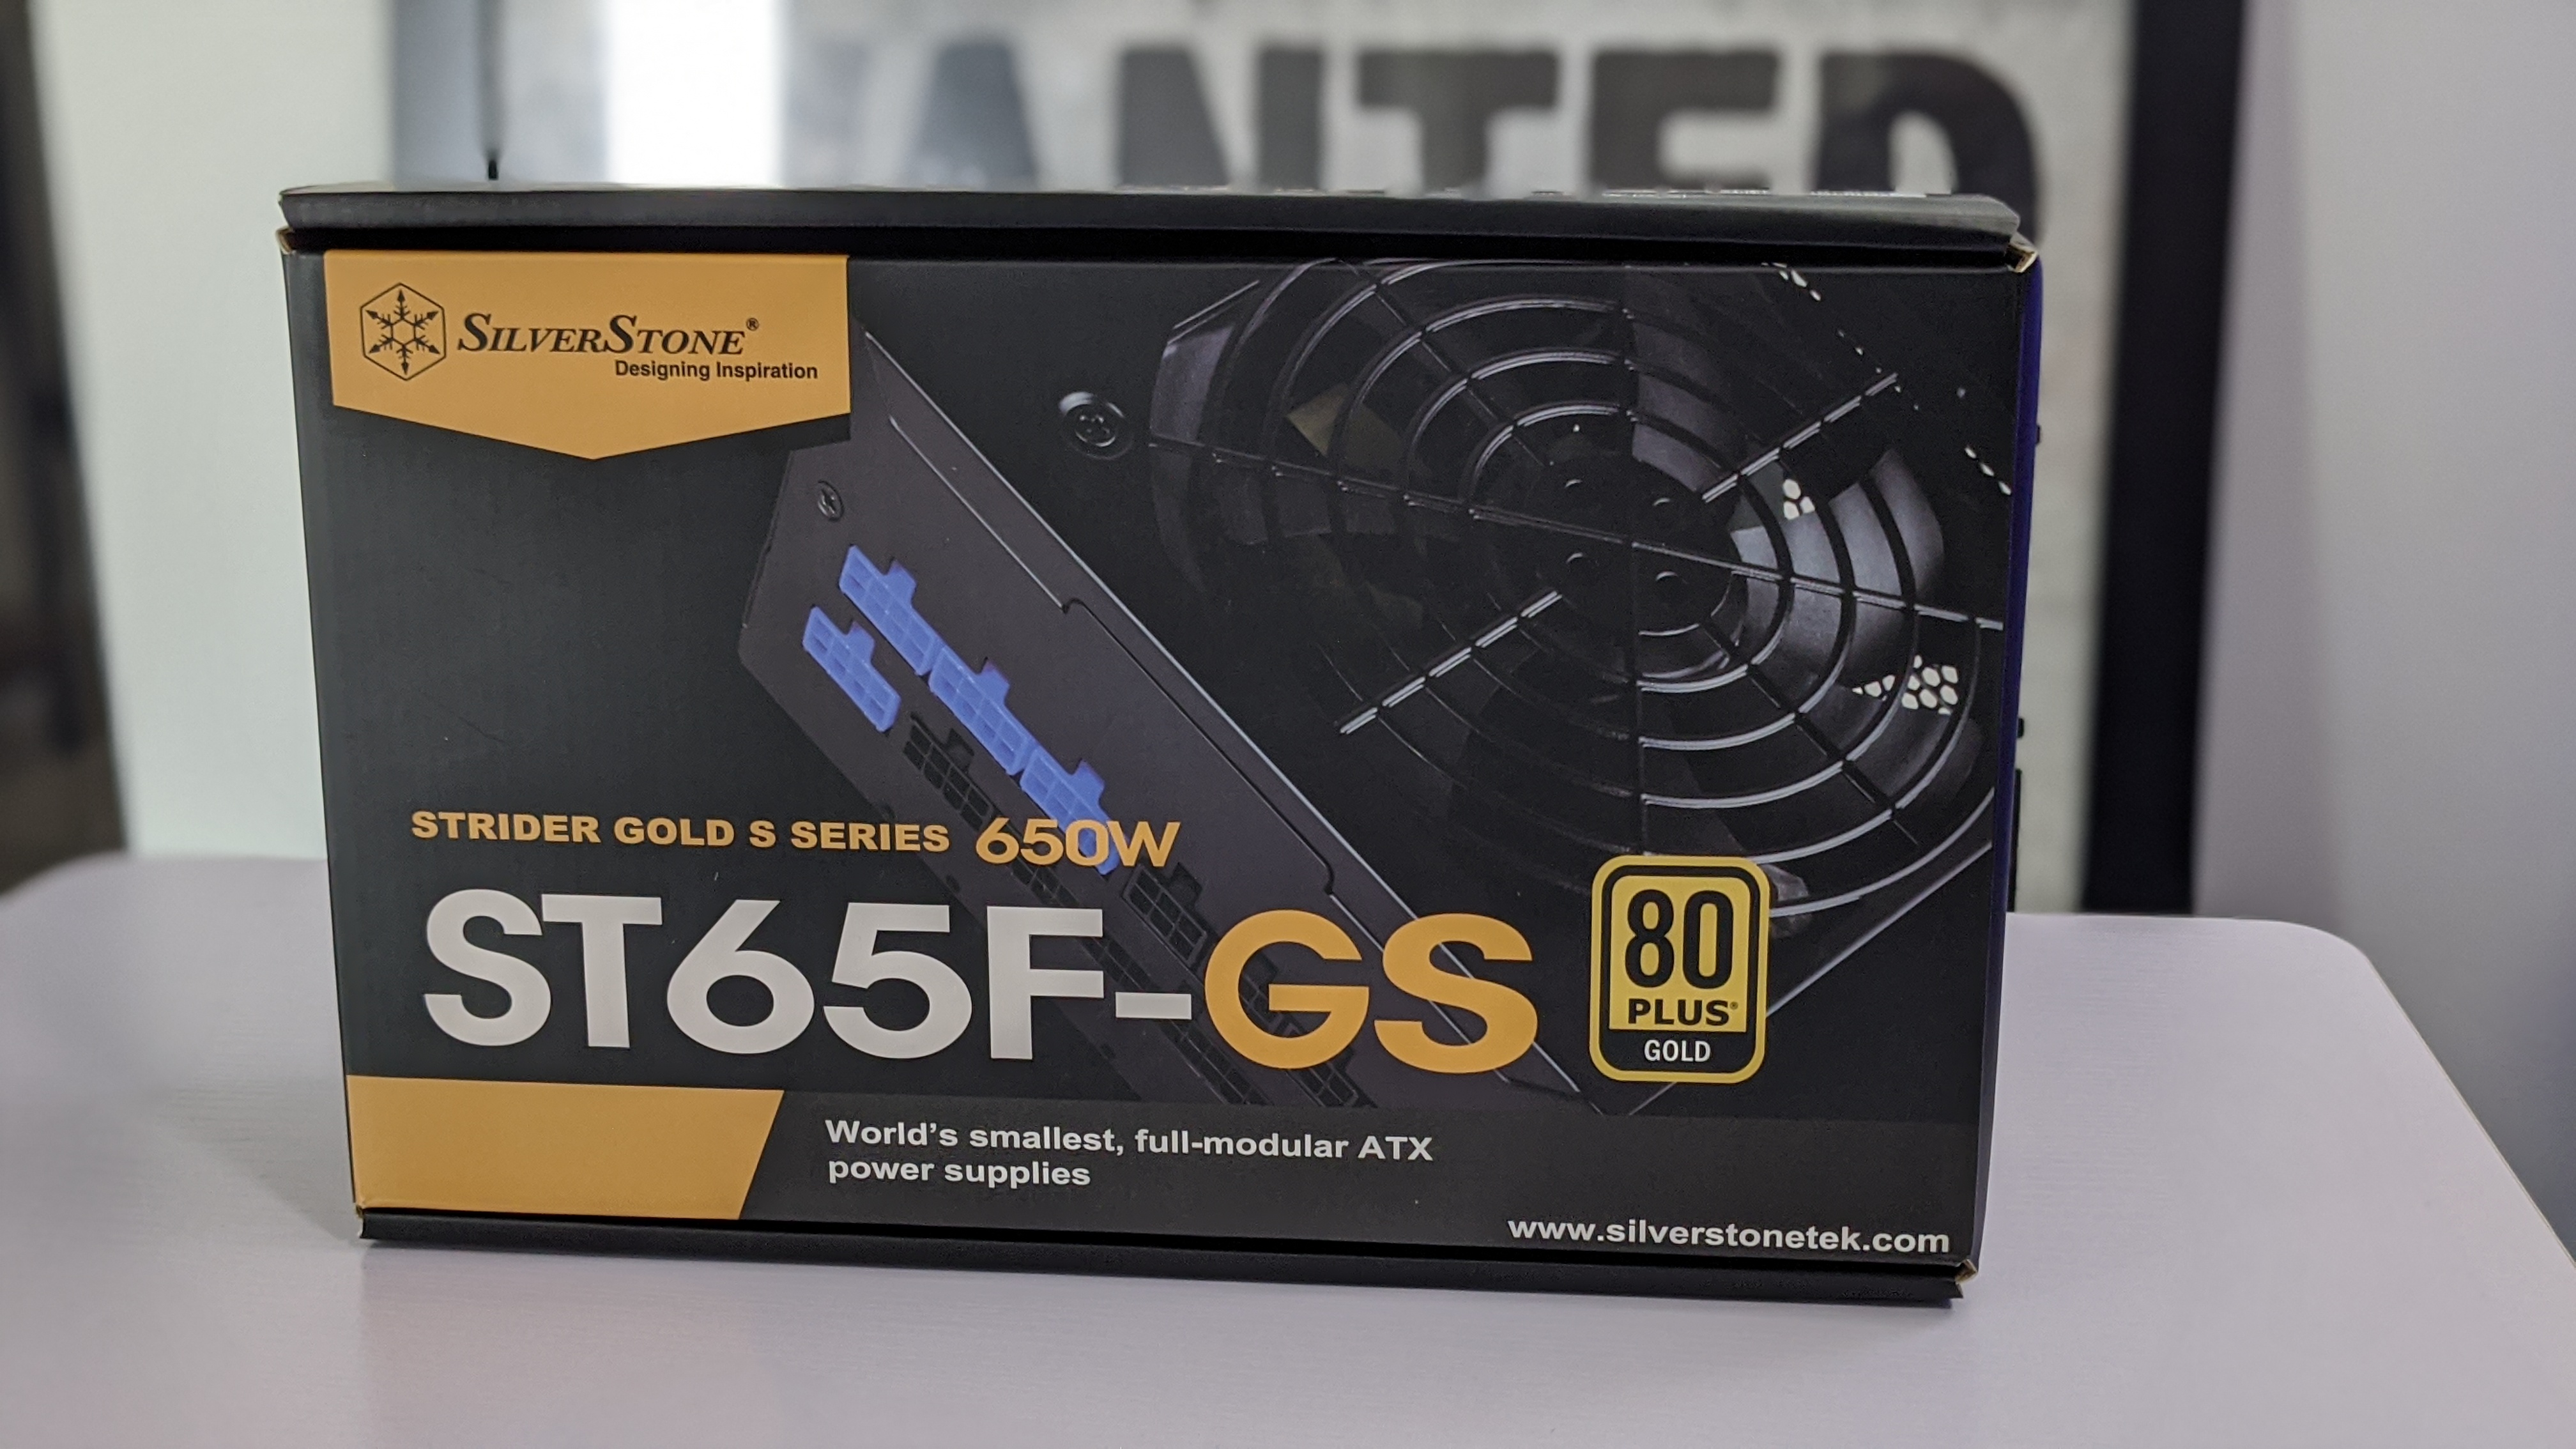 ANTED
SILVERSTONE®
Designing Inspiration
STRIDER GOLD S SERIES 650W
ST65F-GS
80
PLUS®
GOLD
World's smallest, full-modular ATX
power supplies
www.silverstonetek.com